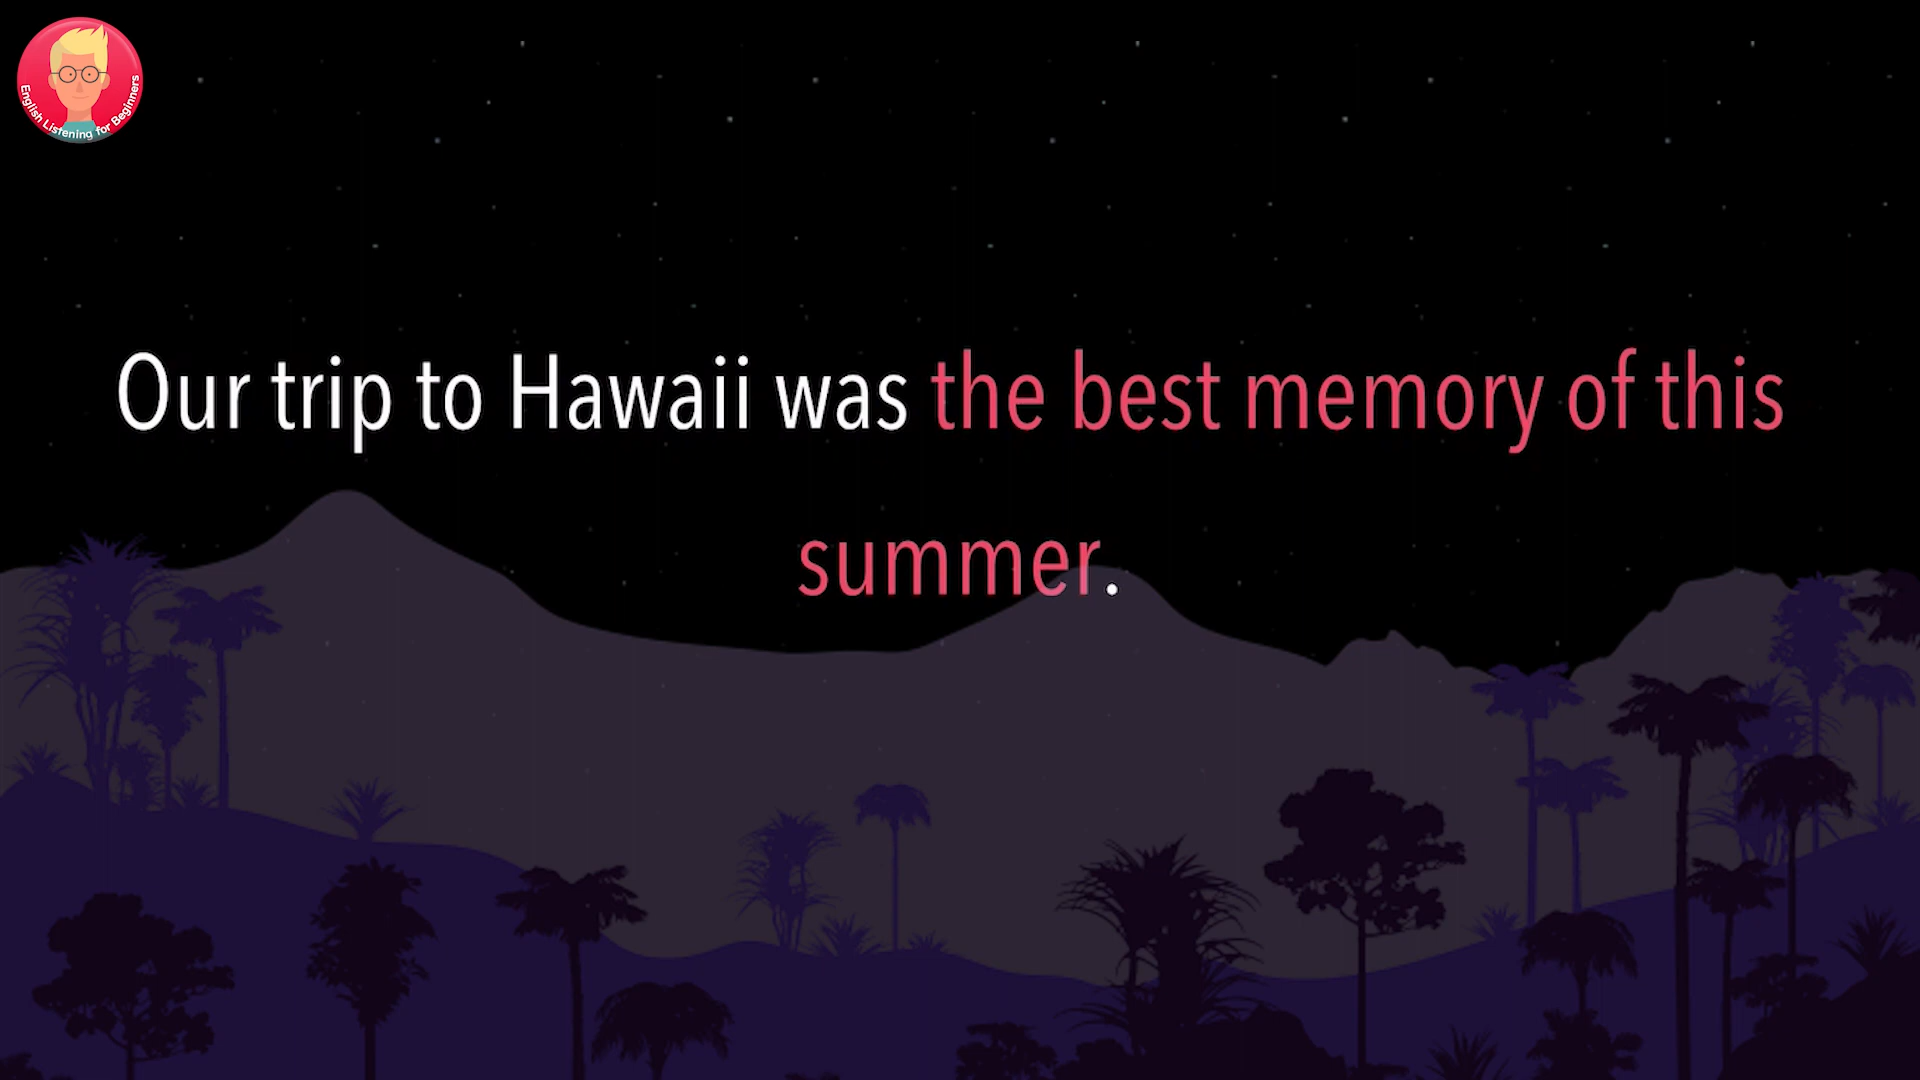 English Listening for Beginners
Our trip to Hawaii was the best memory of this
summer.